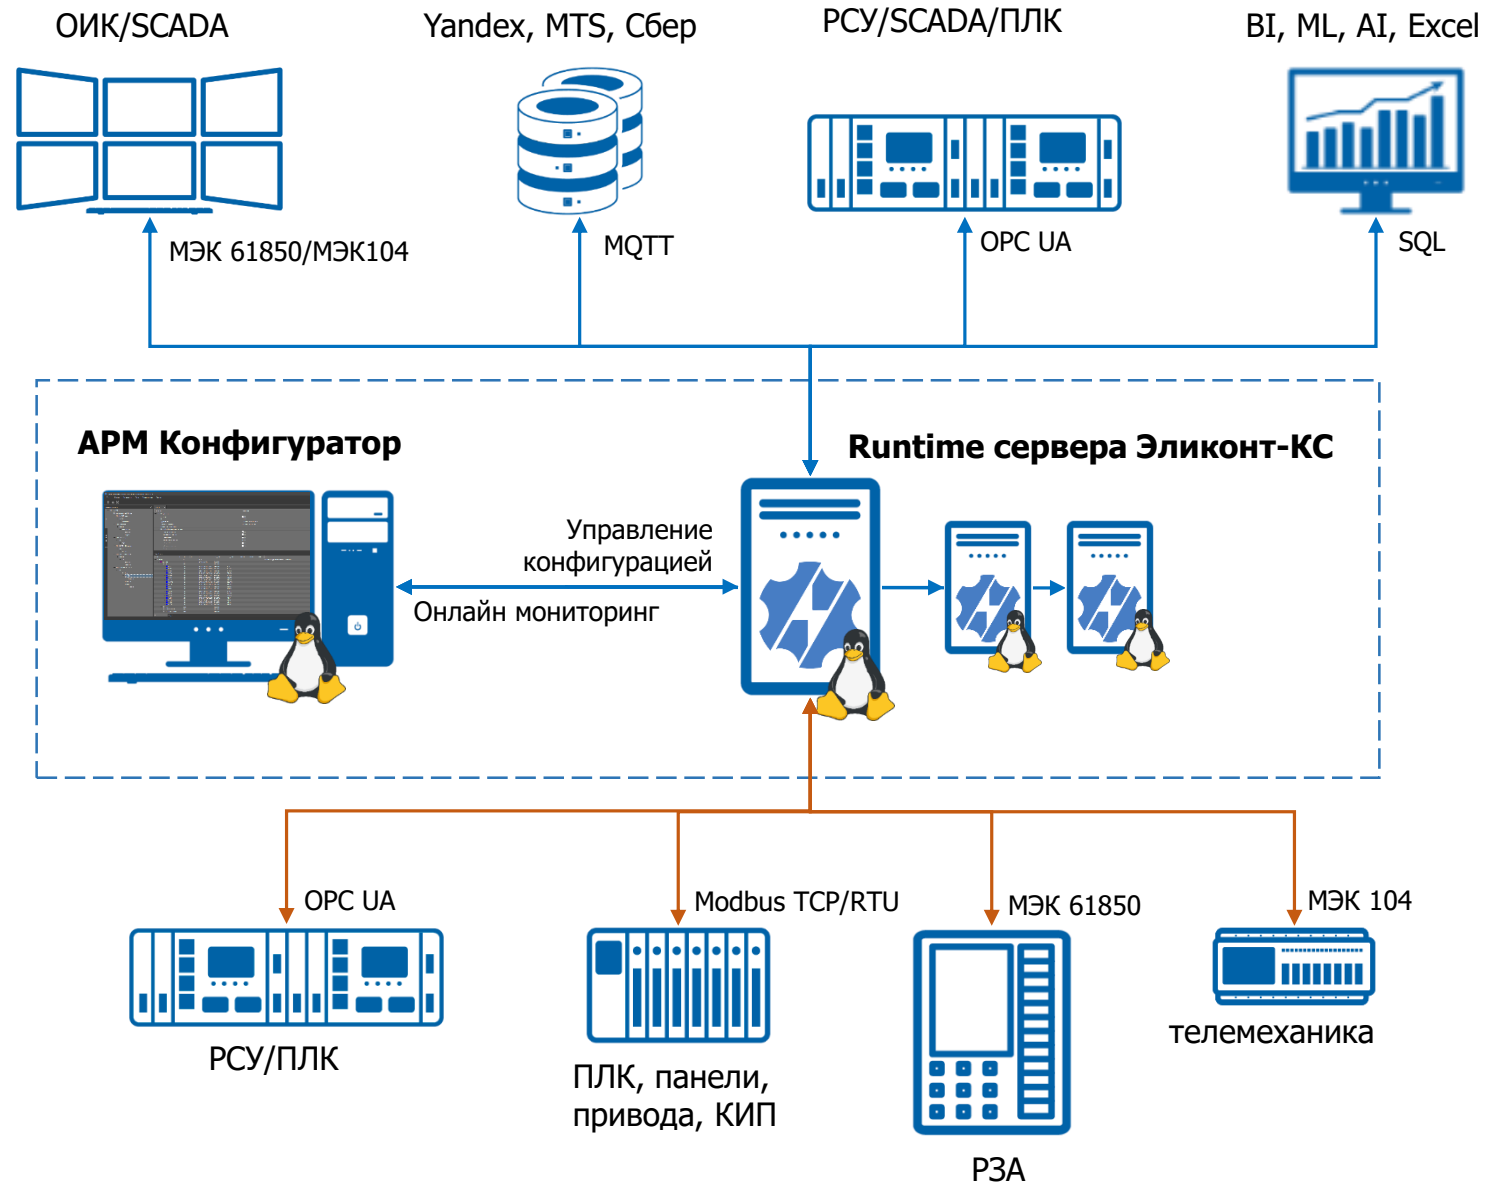 ОИК/SCADA
Yandex, MTS, Сбер
РСУ/SCADA/ПЛК
BI, ML, AI, Excel
МЭК 61850/МЭК104
MQTT
OPC UA
SQL
АРМ Конфигуратор
Runtime сервера Эликонт-КС
Управление
конфигурацией
Онлайн мониторинг
OPC UA
Modbus TCP/RTU
МЭК 61850
МЭК 104
РСУ/ПЛК
ПЛК, панели,
привода, КИП
РЗА
телемеханика